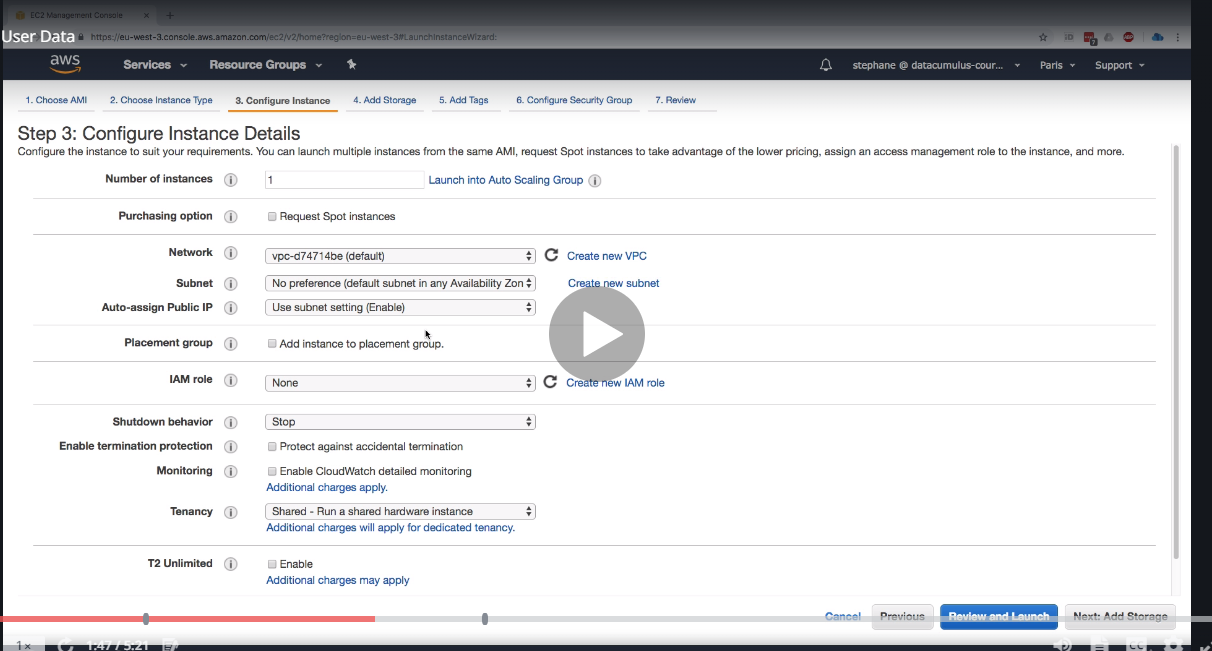 EC2 Management Console
User Data
https://eu-west-3.console.aws.amazon.com/ec2/v2/home?region=eu-west-3#LaunchInstanceWizard:
aws Services Resource Groups stephane @ datacumulus-cour... Paris Support
1. Choose AMI 2. Choose Instance Type 3. Configure Instance 4. Add Storage 5. Add Tags 6. Configure Security Group 7. Review
Step 3: Configure Instance Details
Configure the instance to suit your requirements. You can launch multiple instances from the same AMI, request Spot instances to take advantage of the lower pricing, assign an access management role to the instance, and more.
Number of instances 1 Launch into Auto Scaling Group
Purchasing option Request Spot instances
Network vpc-d74714be (default) Create new VPC
Subnet No preference (default subnet in any Availability Zon Create new subnet
Auto-assign Public IP Use subnet setting (Enable)
Placement group Add instance to placement group.
IAM role None Create new IAM role
Shutdown behavior Stop
Enable termination protection Protect against accidental termination
Monitoring Enable CloudWatch detailed monitoring
Additional charges apply.
Tenancy Shared - Run a shared hardware instance
Additional charges will apply for dedicated tenancy.
T2 Unlimited Enable
Additional charges may apply
Cancel Previous Review and Launch Next: Add Storage
1x 1:47 / 5:21 CC